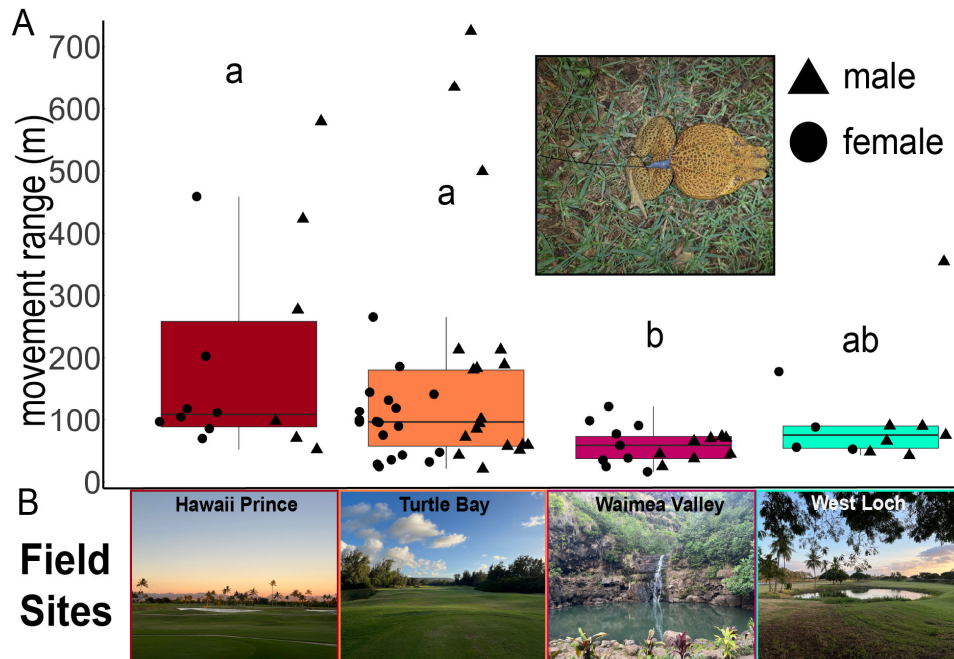 A
movement range (m)
700
600
500
400
300
200
100
0
a
a
b
ab
male
female
B
Field
Sites
Hawaii Prince
Turtle Bay
Waimea Valley
West Loch